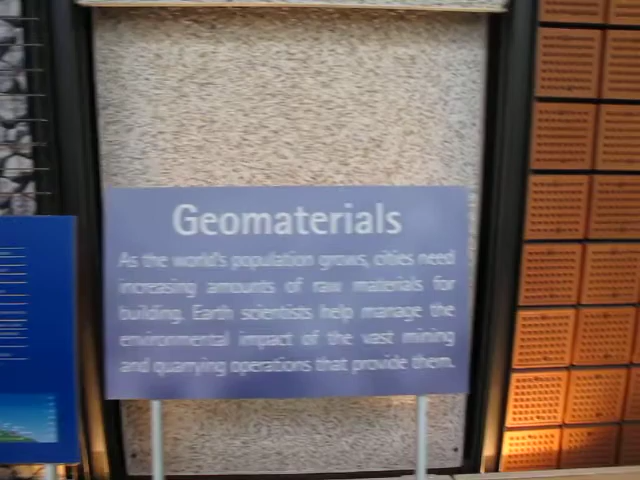 Geomaterials
As the world's population grows, cities need
increasing amounts of raw materials for
building. Earth scientists help manage the
environmental impact of the vast mining
and quarrying operations that provide them.